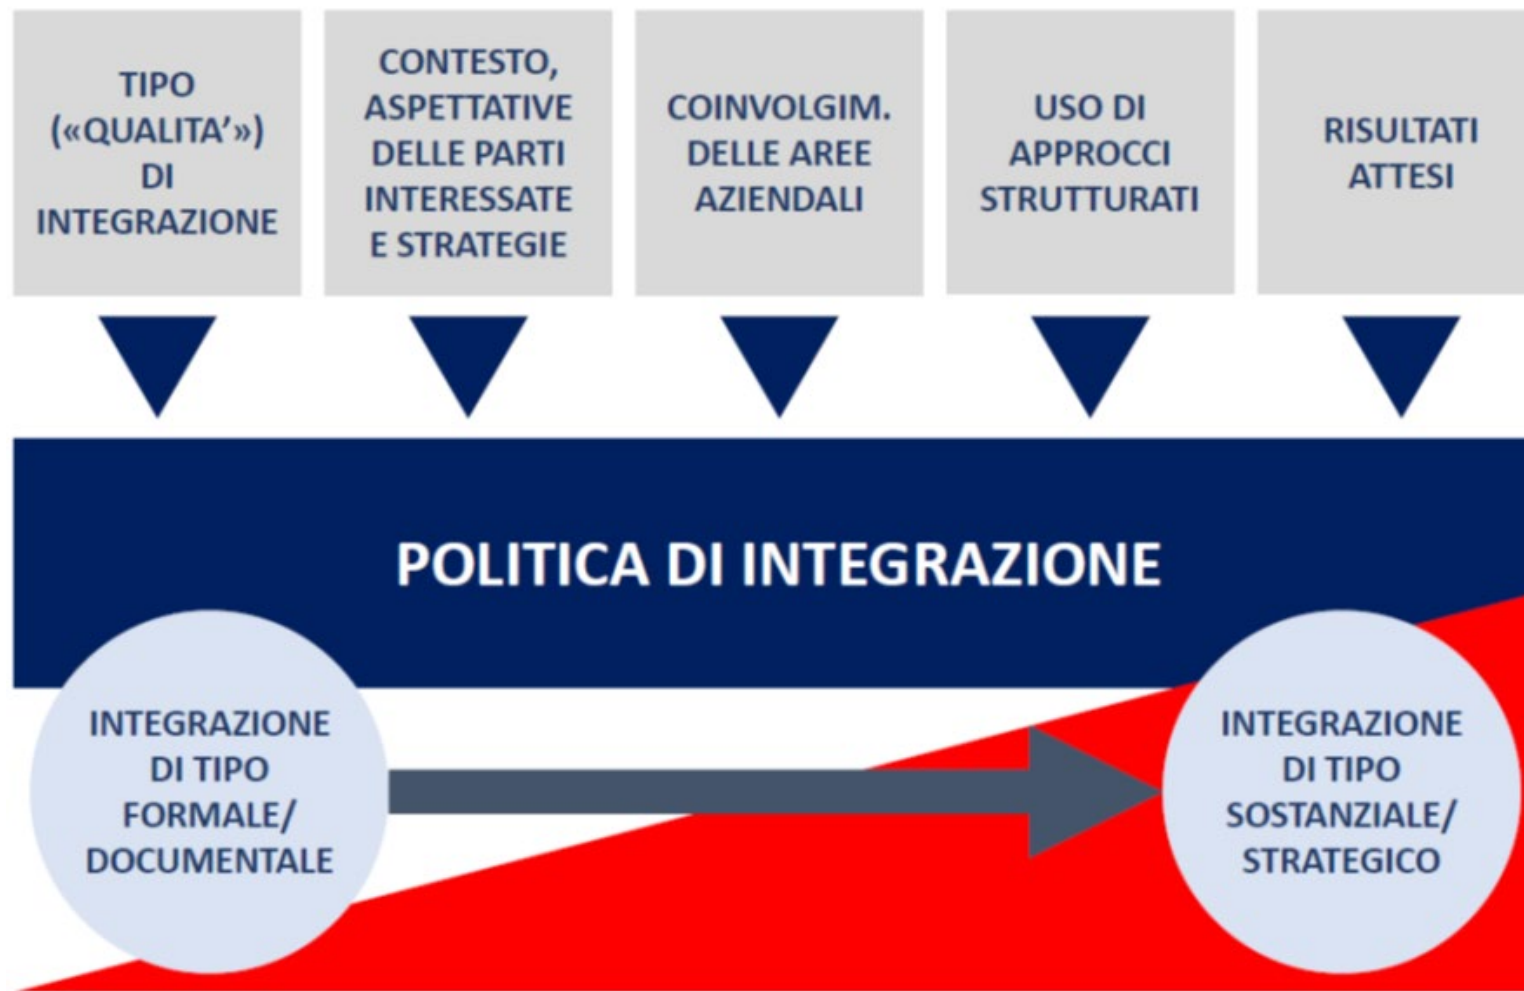 TIPO
(«QUALITA’»)
DI
INTEGRAZIONE
CONTESTO,
ASPETTATIVE
DELLE PARTI
INTERESSATE
E STRATEGIE
COINVOLGIM.
DELLE AREE
AZIENDALI
USO DI
APPROCCI
STRUTTURATI
RISULTATI
ATTESI
POLITICA DI INTEGRAZIONE
INTEGRAZIONE
DI TIPO
FORMALE/
DOCUMENTALE
INTEGRAZIONE
DI TIPO
SOSTANZIALE/
STRATEGICO